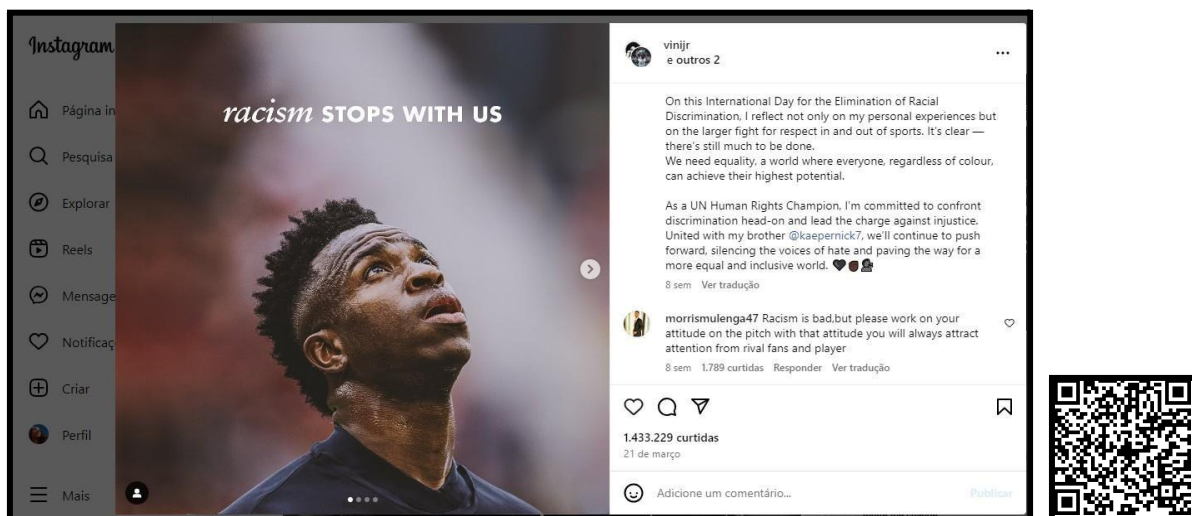 Instagram
Página in
Pesquisa
Explorar
Reels
Mensage
Notificaç
Criar
Perfil
Mais
racism STOPS WITH US
vinijr
e outros 2
On this International Day for the Elimination of Racial
Discrimination, I reflect not only on my personal experiences but
on the larger fight for respect in and out of sports. It's clear —
there's still much to be done.
We need equality, a world where everyone, regardless of colour,
can achieve their highest potential.
As a UN Human Rights Champion, I'm committed to confront
discrimination head-on and lead the charge against injustice.
United with my brother @kaepernick7, we'll continue to push
forward, silencing the voices of hate and paving the way for a
more equal and inclusive world. 🖤✊🏿👩🏿‍🚀
8 sem Ver tradução
morrismulenga47 Racism is bad,but please work on your
attitude on the pitch with that attitude you will always attract
attention from rival fans and player
8 sem 1.789 curtidas Responder Ver tradução
1.433.229 curtidas
21 de março
Adicione um comentário...
Publicar